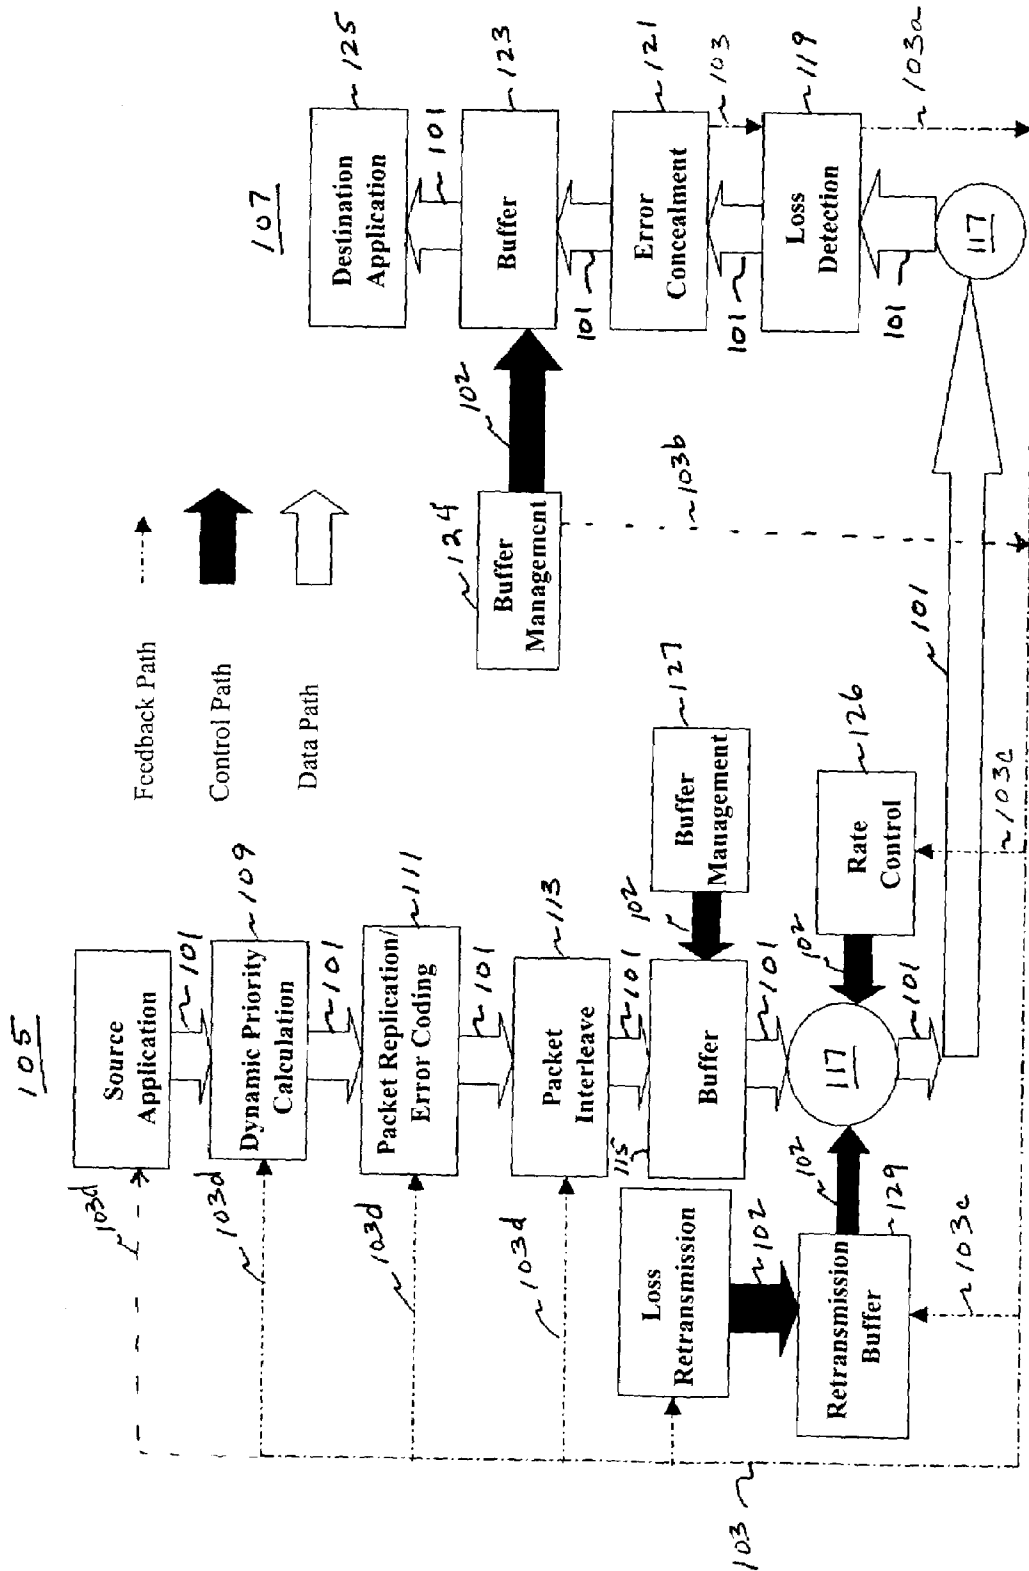 105
Source
Application
103d
101
Dynamic Priority
Calculation
109
103d
101
Packet Replication/
Error Coding
111
103d
101
Packet
Interleave
113
103d
101
115
Buffer
102
Buffer
Management
127
101
Loss
Retransmission
102
Retransmission
Buffer
129
102
103c
117
102
Rate
Control
126
103c
101
101
103
Feedback Path
Control Path
Data Path
107
Destination
Application
125
101
Buffer
123
102
Buffer
Management
124
103b
101
Error
Concealment
121
103
101
Loss
Detection
119
103a
101
117